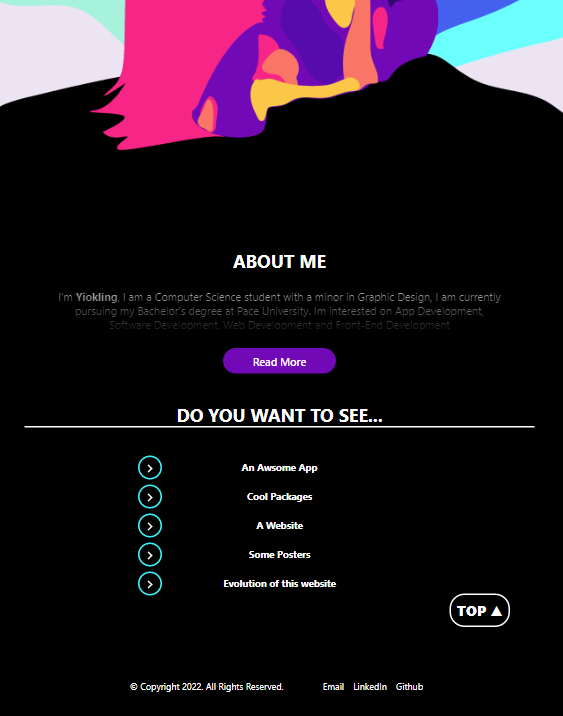 ABOUT ME
I'm Yiokling, I am a Computer Science student with a minor in Graphic Design, I am currently
pursuing my Bachelor's degree at Pace University. Im interested on App Development,
Software Development, Web Development and Front-End Development
Read More
DO YOU WANT TO SEE...
An Awsome App
Cool Packages
A Website
Some Posters
Evolution of this website
TOP ▲
© Copyright 2022. All Rights Reserved. Email LinkedIn Github